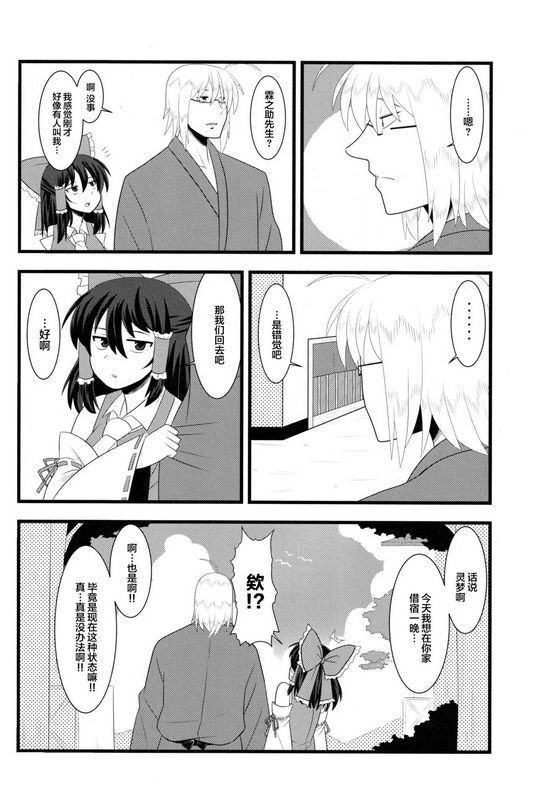 …嗯?
霖之助先生?
啊 没事
我感觉刚才
好像有人叫我…
……
…是错觉吧
那我们回去吧
…好啊
话说
灵梦啊
今天我想在你家
借宿一晚…
欸!?
啊…也是啊!!
毕竟是现在这种状态嘛!!
真…真是没办法啊!!